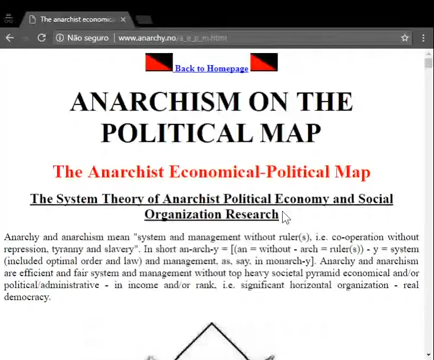 The anarchist economic
Não seguro | www.anarchy.no/a_e_p_m.html
Back to Homepage
ANARCHISM ON THE
POLITICAL MAP
The Anarchist Economical-Political Map
The System Theory of Anarchist Political Economy and Social
Organization Research
Anarchy and anarchism mean "system and management without ruler(s), i.e. co-operation without
repression, tyranny and slavery". In short an-arch-y = [(an = without - arch = ruler(s)) - y = system
(included optimal order and law) and management, as, say, in monarch-y]. Anarchy and anarchism
are efficient and fair system and management without top heavy societal pyramid economical and/or
political/administrative - in income and/or rank, i.e. significant horizontal organization - real
democracy.